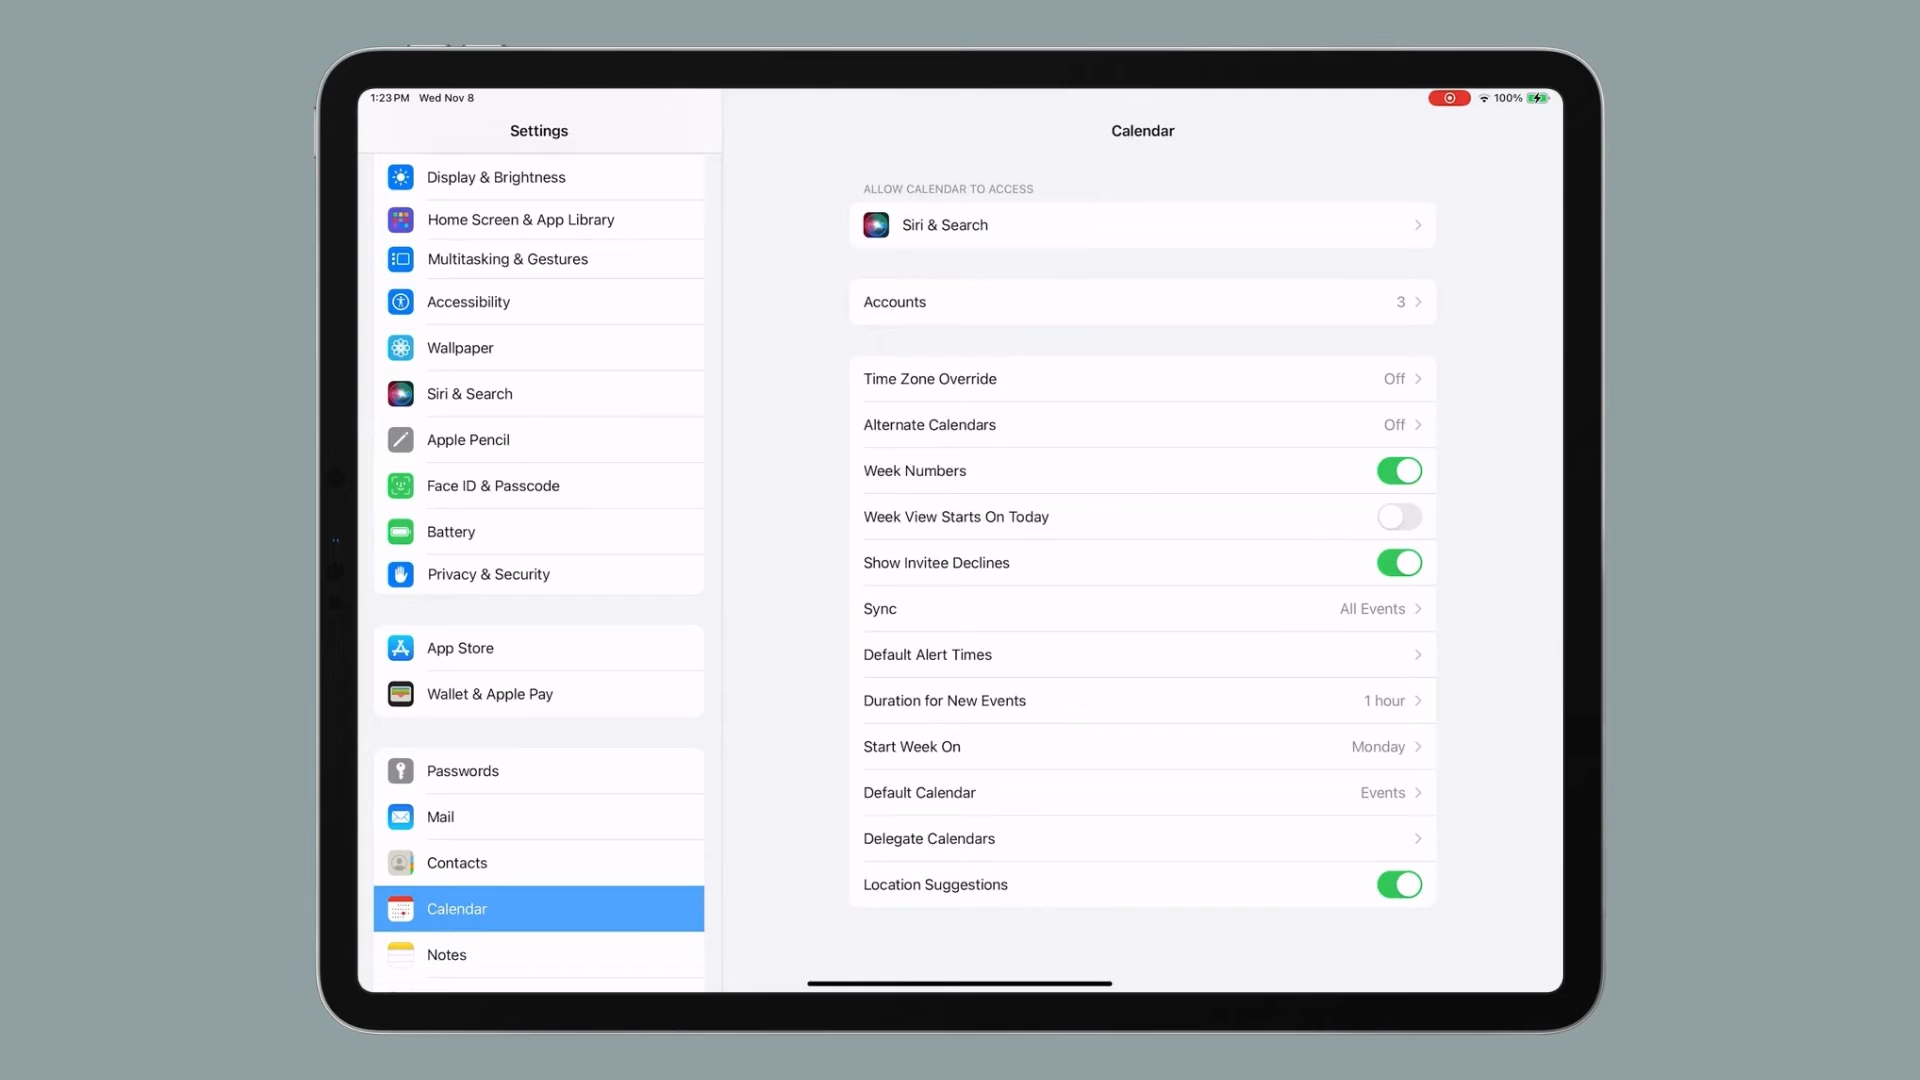 1:23 PM Wed Nov 8
100%
Settings
Display & Brightness
Home Screen & App Library
Multitasking & Gestures
Accessibility
Wallpaper
Siri & Search
Apple Pencil
Face ID & Passcode
Battery
Privacy & Security
App Store
Wallet & Apple Pay
Passwords
Mail
Contacts
Calendar
Notes
Calendar
ALLOW CALENDAR TO ACCESS
Siri & Search
Accounts 3
Time Zone Override Off
Alternate Calendars Off
Week Numbers
Week View Starts On Today
Show Invitee Declines
Sync All Events
Default Alert Times
Duration for New Events 1 hour
Start Week On Monday
Default Calendar Events
Delegate Calendars
Location Suggestions